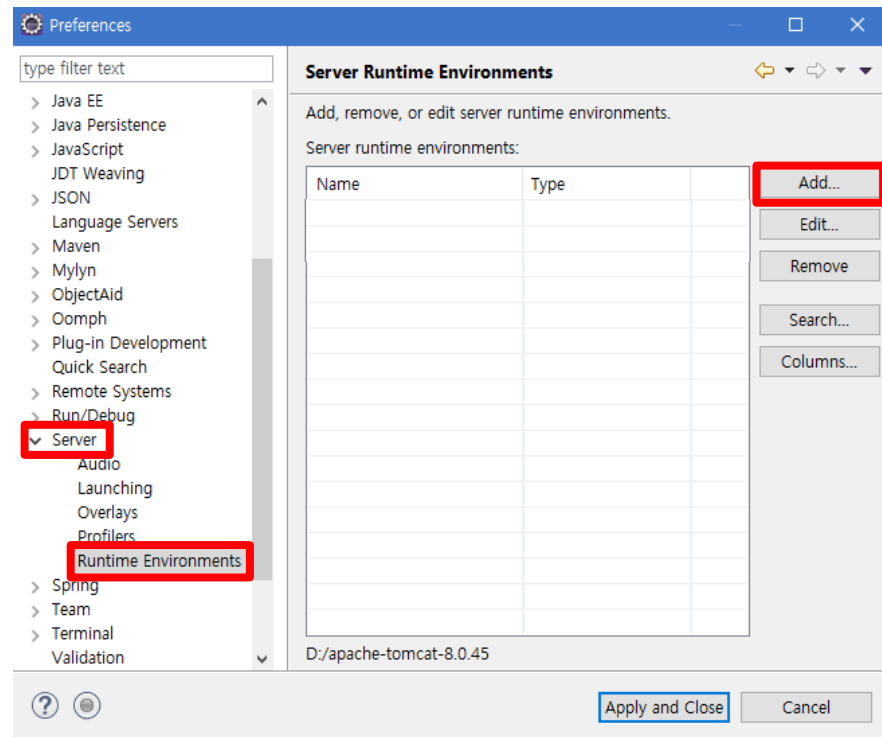 Preferences
type filter text
Java EE
Java Persistence
JavaScript
JDT Weaving
JSON
Language Servers
Maven
Mylyn
ObjectAid
Oomph
Plug-in Development
Quick Search
Remote Systems
Run/Debug
Server
Audio
Launching
Overlays
Profilers
Runtime Environments
Spring
Team
Terminal
Validation
Server Runtime Environments
Add, remove, or edit server runtime environments.
Server runtime environments:
Name Type
Add...
Edit...
Remove
Search...
Columns...
D:/apache-tomcat-8.0.45
?
Apply and Close Cancel